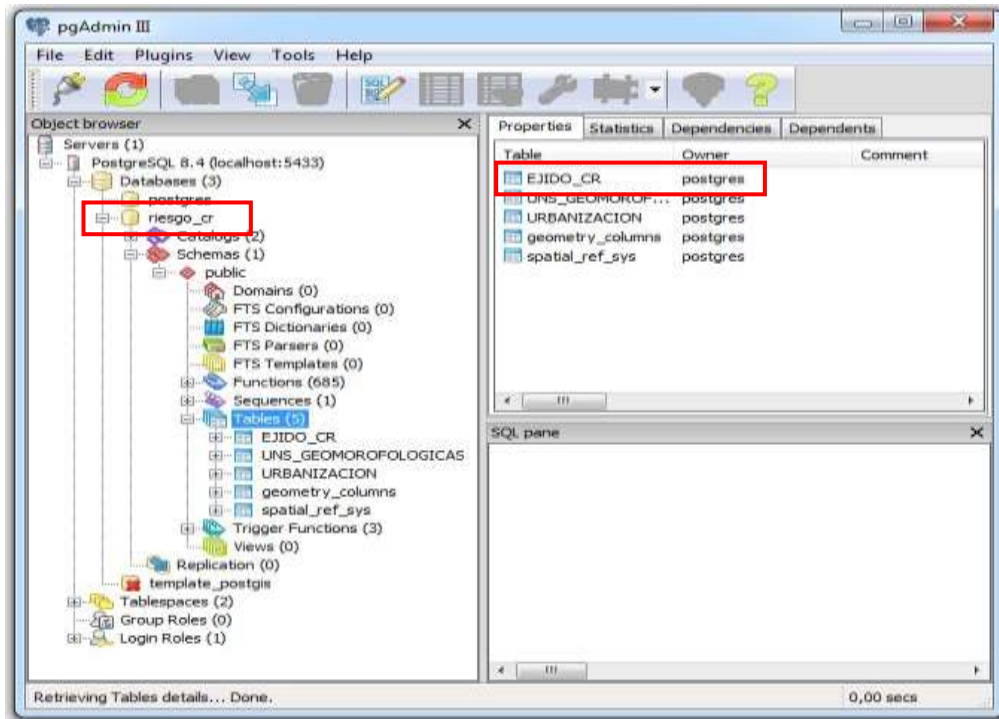 pgAdmin III
File Edit Plugins View Tools Help
Object browser
Servers (1)
PostgreSQL 8.4 (localhost:5433)
Databases (3)
postgres
riesgo_cr
Catalogs (2)
Schemas (1)
public
Domains (0)
FTS Configurations (0)
FTS Dictionaries (0)
FTS Parsers (0)
FTS Templates (0)
Functions (685)
Sequences (1)
Tables (5)
EJIDO_CR
UNS_GEOMOROFOLOGICAS
URBANIZACION
geometry_columns
spatial_ref_sys
Trigger Functions (3)
Views (0)
Replication (0)
template_postgis
Tablespaces (2)
Group Roles (0)
Login Roles (1)
Properties Statistics Dependencies Dependents
Table Owner Comment
EJIDO_CR postgres
UNS_GEOMOROF... postgres
URBANIZACION postgres
geometry_columns postgres
spatial_ref_sys postgres
SQL pane
Retrieving Tables details... Done. 0,00 secs